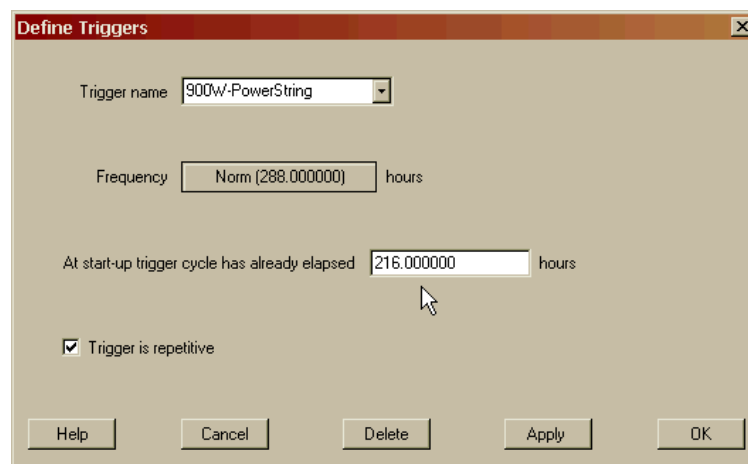 Define Triggers
Trigger name 900W-PowerString
Frequency Norm (288.000000) hours
At start-up trigger cycle has already elapsed 216.000000 hours
Trigger is repetitive
Help Cancel Delete Apply OK